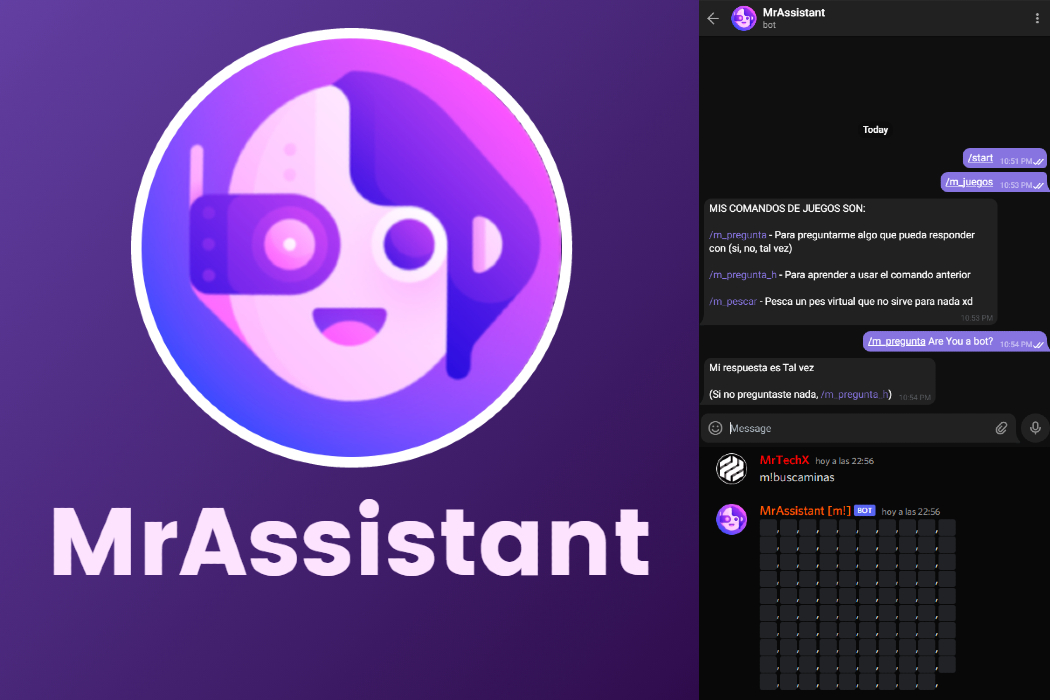 MrAssistant
MrAssistant
bot
Today
/start 10:51 PM
/m_juegos 10:53 PM
MIS COMANDOS DE JUEGOS SON:
/m_pregunta - Para preguntarme algo que pueda responder
con (si, no, tal vez)
/m_pregunta_h - Para aprender a usar el comando anterior
/m_pescar - Pesca un pes virtual que no sirve para nada xd
10:53 PM
/m_pregunta Are You a bot? 10:54 PM
Mi respuesta es Tal vez
(Si no preguntaste nada, /m_pregunta_h) 10:54 PM
Message
MrTechX hoy a las 22:56
m!buscaminas
MrAssistant [m!] BOT hoy a las 22:56